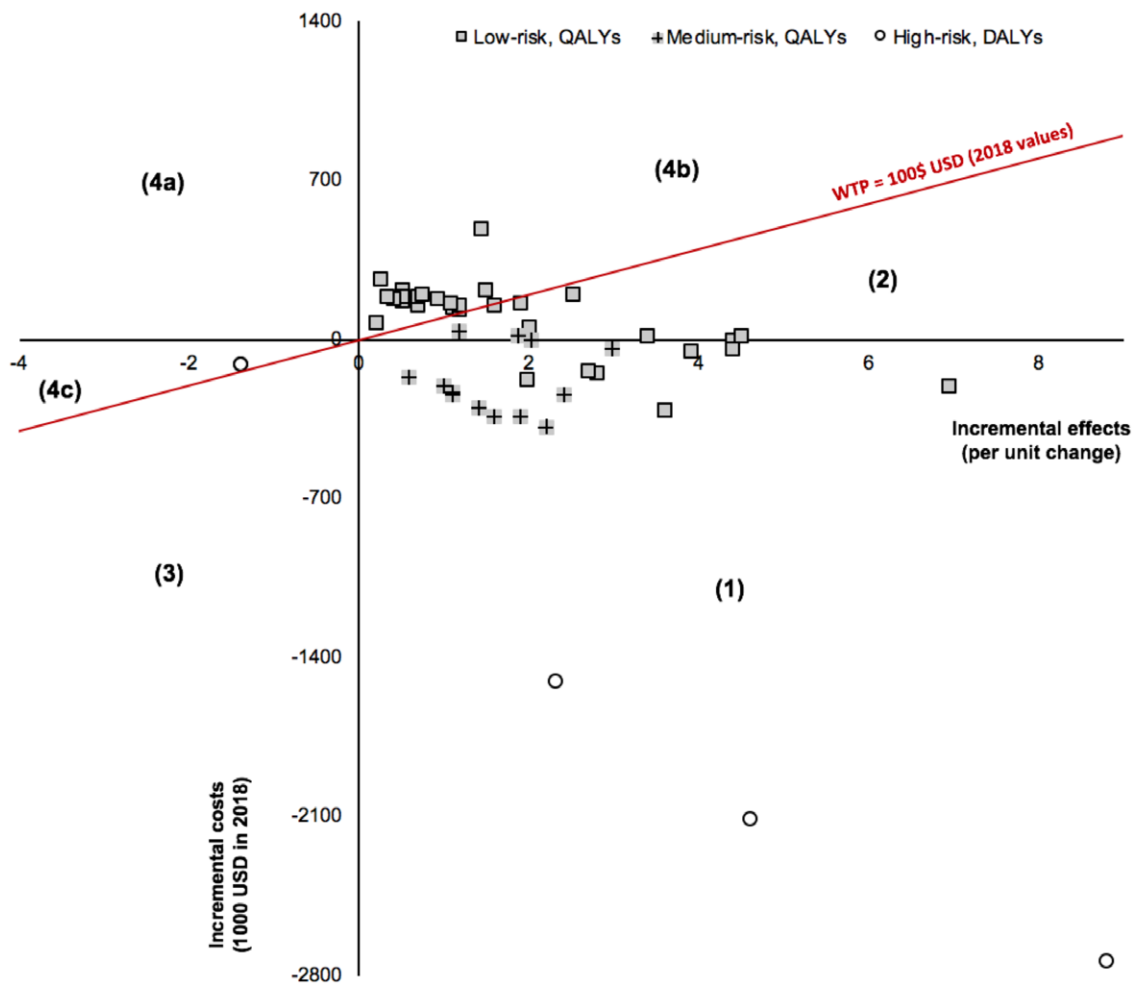 1400
Low-risk, QALYs Medium-risk, QALYs High-risk, DALYs
WTP = 100$ USD (2018 values)
(4a)
700
(4b)
(2)
0
-4 0 2 4 6 8
(4c)
Incremental effects
(per unit change)
-700
(3)
(1)
-1400
-2100
Incremental costs
(1000 USD in 2018)
-2800